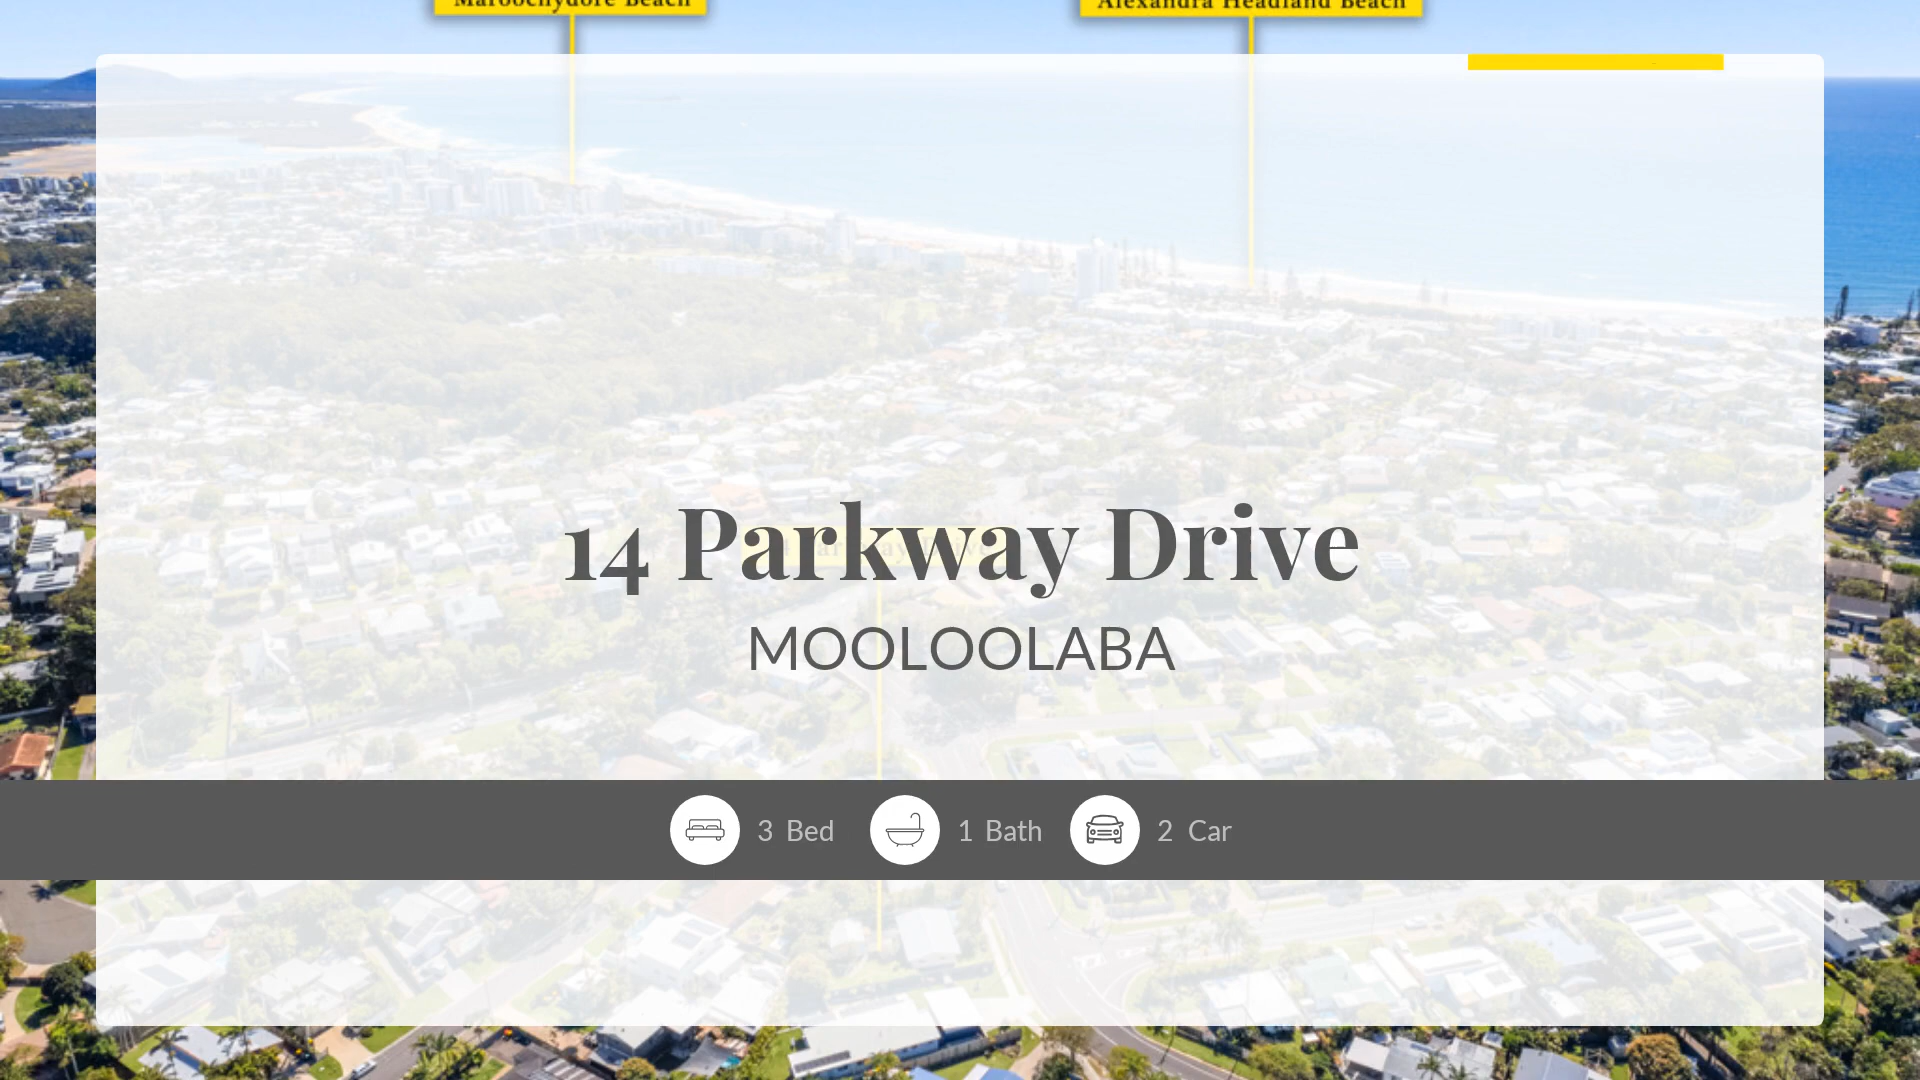 Maroochydore Beach
Alexandra Headland Beach
14 Parkway Drive
MOOLOOLABA
3 Bed
1 Bath
2 Car